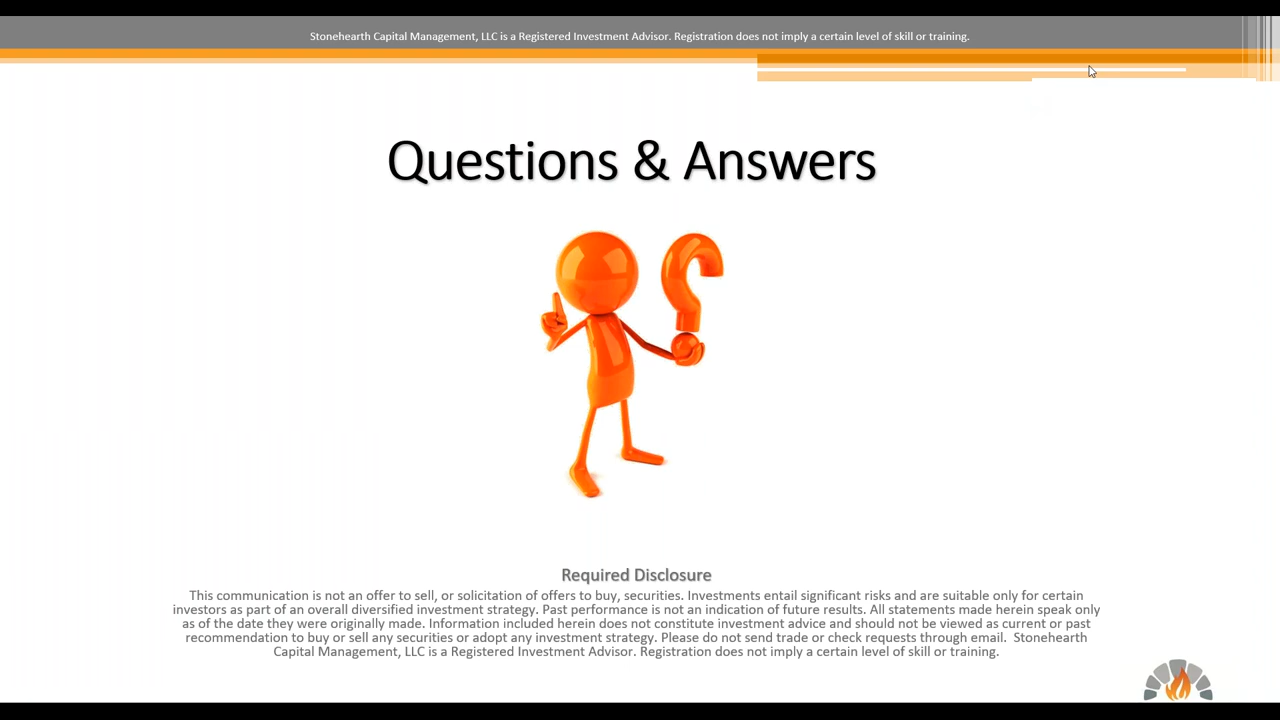 Stonehearth Capital Management, LLC is a Registered Investment Advisor. Registration does not imply a certain level of skill or training.
Questions & Answers
Required Disclosure
This communication is not an offer to sell, or solicitation of offers to buy, securities. Investments entail significant risks and are suitable only for certain
investors as part of an overall diversified investment strategy. Past performance is not an indication of future results. All statements made herein speak only
as of the date they were originally made. Information included herein does not constitute investment advice and should not be viewed as current or past
recommendation to buy or sell any securities or adopt any investment strategy. Please do not send trade or check requests through email. Stonehearth
Capital Management, LLC is a Registered Investment Advisor. Registration does not imply a certain level of skill or training.